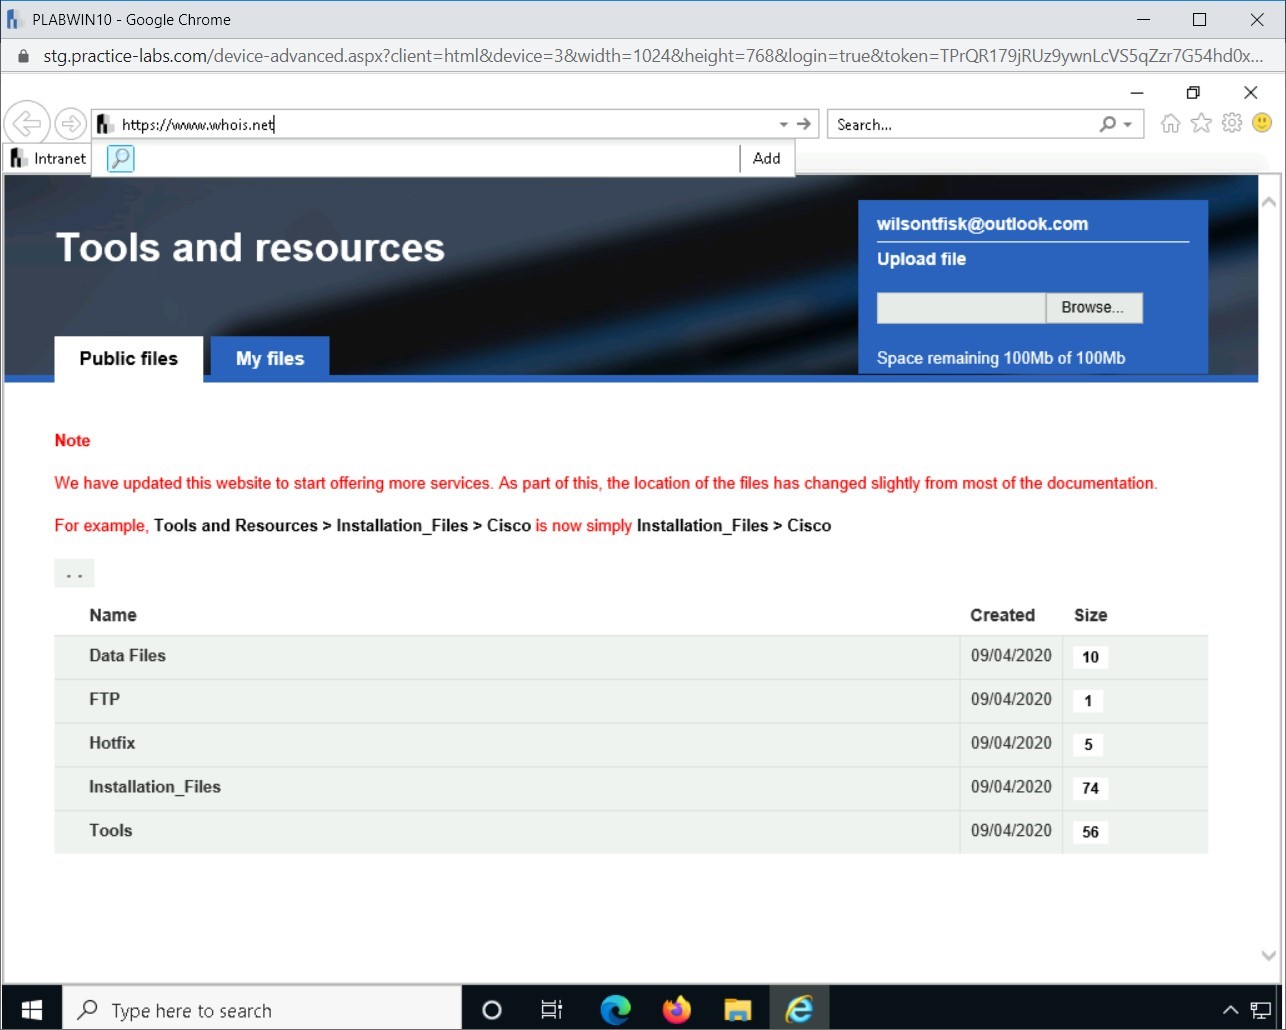 PLABWIN10 - Google Chrome
stg.practice-labs.com/device-advanced.aspx?client=html&device=3&width=1024&height=768&login=true&token=TPrQR179jRUz9ywnLcVS5qZzr7G54hd0x...
https://www.whois.net
Search...
Intranet
Add
Tools and resources
wilsontfisk@outlook.com
Upload file
Browse...
Space remaining 100Mb of 100Mb
Public files
My files
Note
We have updated this website to start offering more services. As part of this, the location of the files has changed slightly from most of the documentation.
For example, Tools and Resources > Installation_Files > Cisco is now simply Installation_Files > Cisco
. .
Name Created Size
Data Files 09/04/2020 10
FTP 09/04/2020 1
Hotfix 09/04/2020 5
Installation_Files 09/04/2020 74
Tools 09/04/2020 56
Type here to search